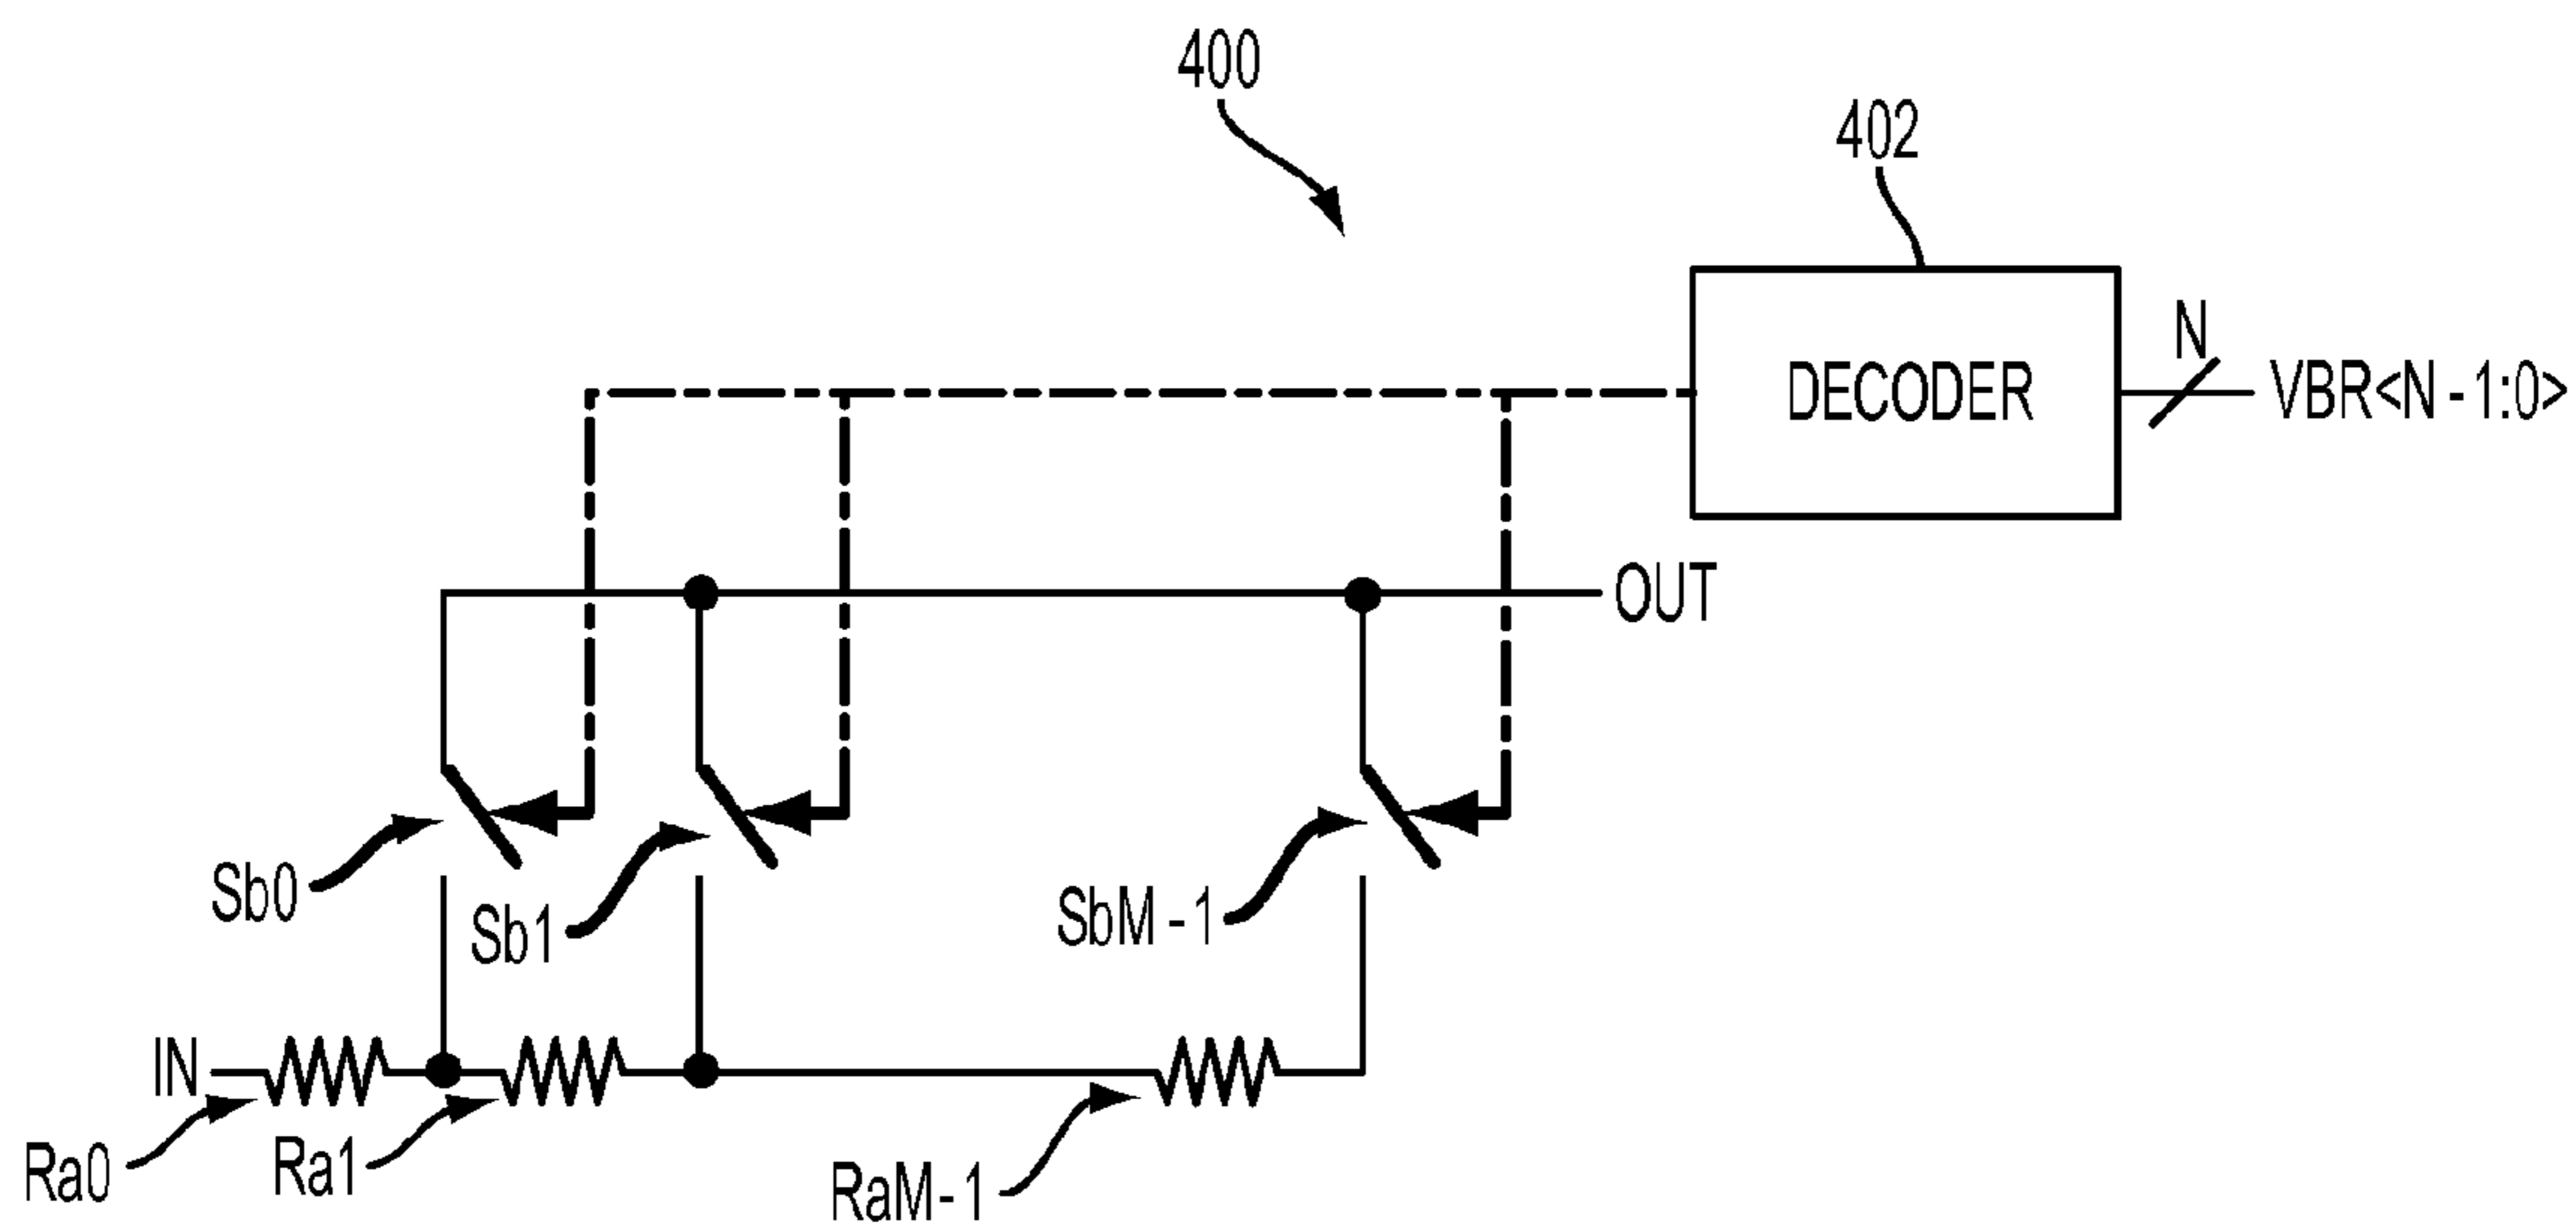 400
402
N
DECODER
VBR<N-1:0>
OUT
Sb0
Sb1
SbM-1
IN
Ra0
Ra1
RaM-1